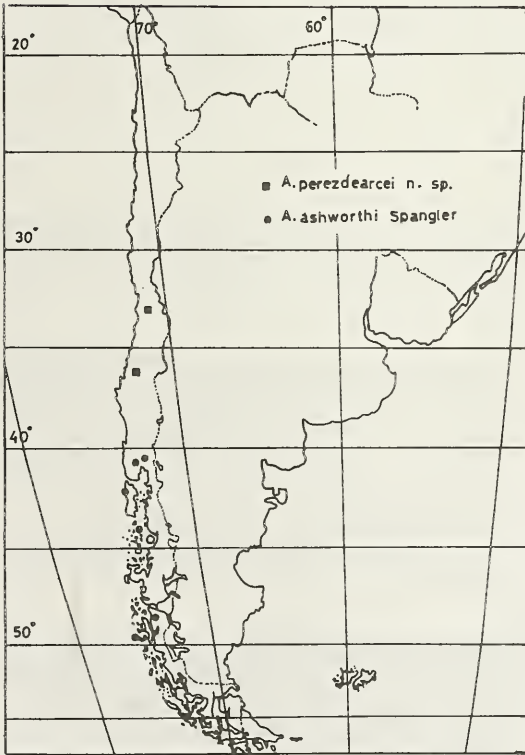 70° 60°
20°
■ A. perezdearcei n. sp.
● A. ashworthi Spangler
30°
40°
50°